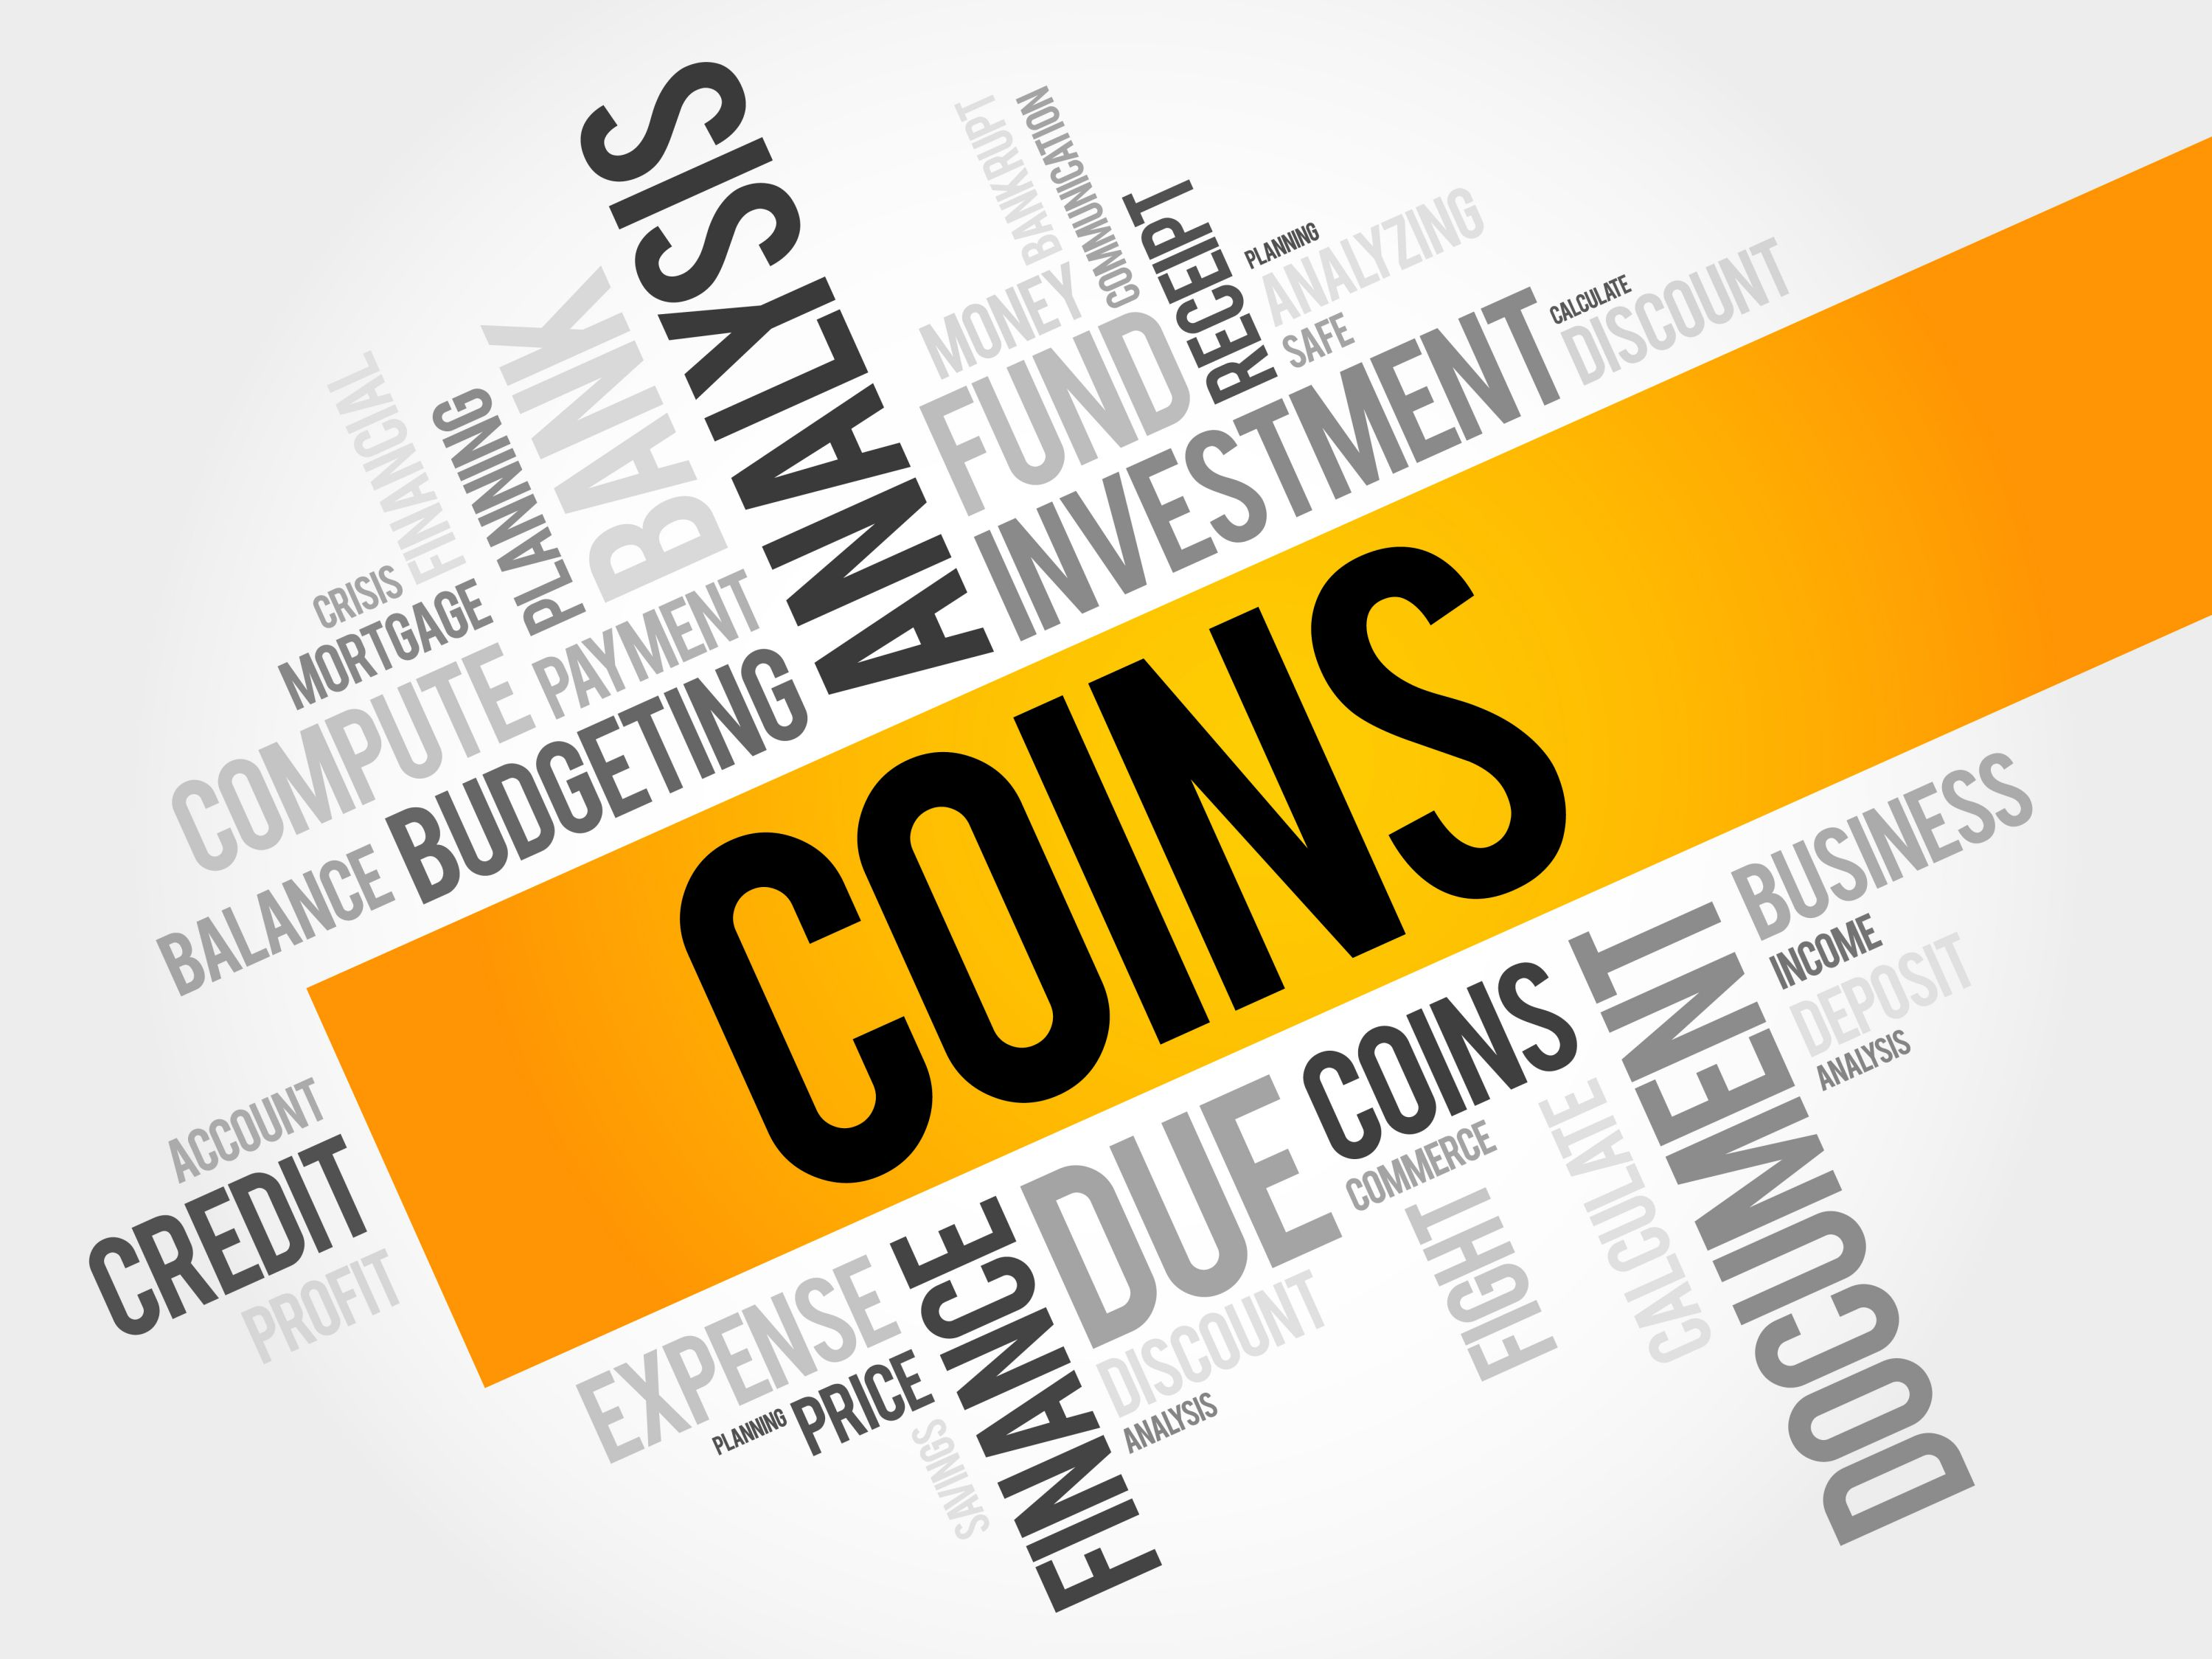 ANALYSIS
BANKRUPT
COMMUNICATION
RECEIPT
PLANNING
ANALYZING
MONEY
FUND
SAFE
CALCULATE
DISCOUNT
INVESTMENT
BANK
FINANCIAL
PLANNING
CRISIS
MORTGAGE
COMPUTE
PAYMENT
BALANCE
BUDGETING
COINS
ACCOUNT
CREDIT
PROFIT
EXPENSE
PLANNING
PRICE
SAVINGS
FINANCE
DUE
DISCOUNT
ANALYSIS
COINS
COMMERCE
EIGHT
CALCULATE
DOCUMENT
BUSINESS
INCOME
DEPOSIT
ANALYSIS